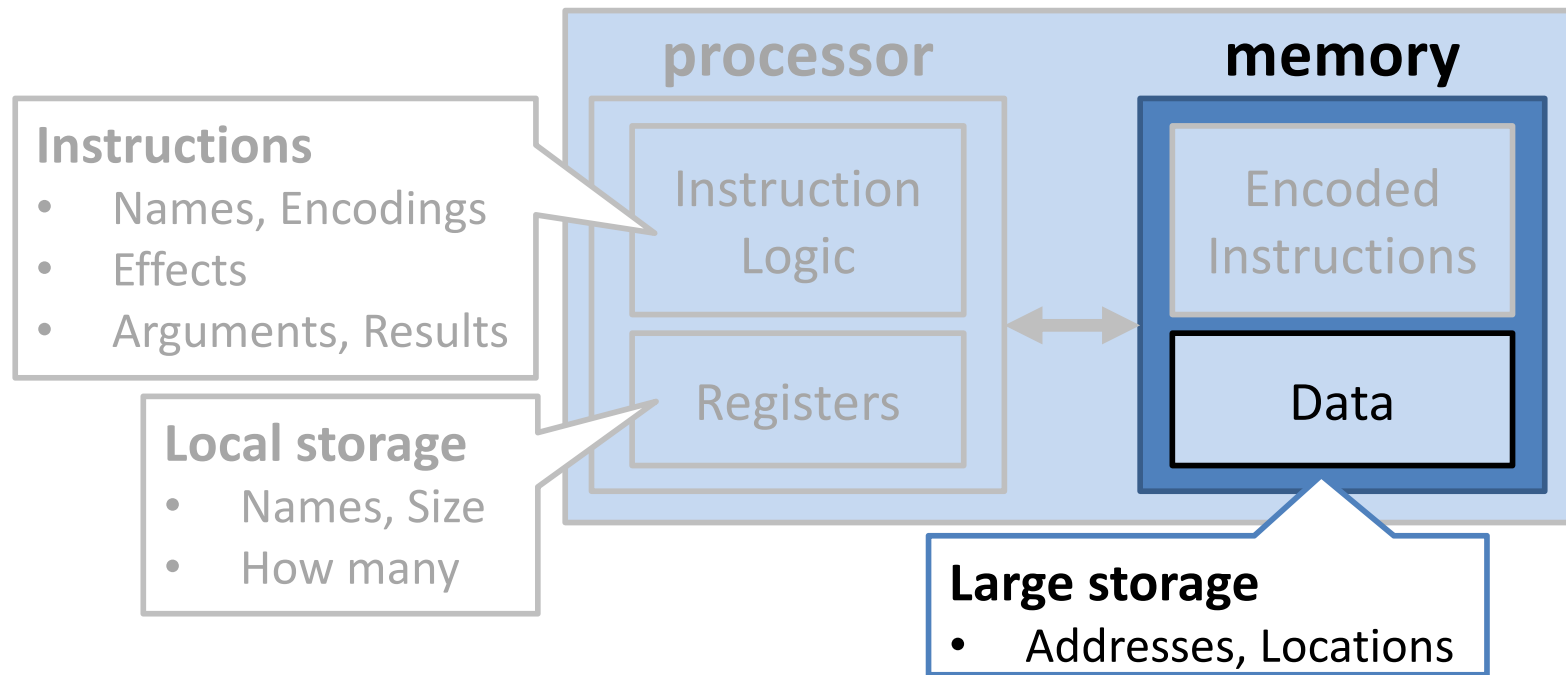 processor
memory
Instructions
• Names, Encodings
• Effects
• Arguments, Results
Instruction
Logic
Encoded
Instructions
Registers
Data
Local storage
• Names, Size
• How many
Large storage
• Addresses, Locations